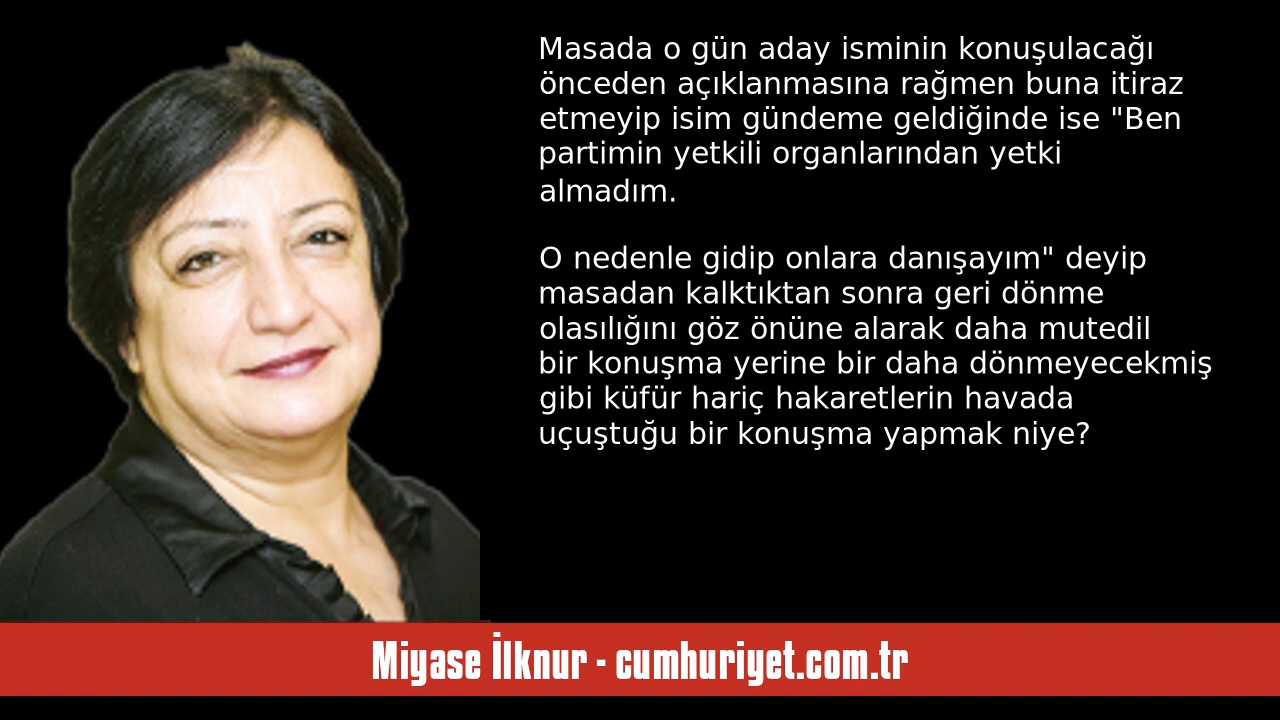 Masada o gün aday isminin konuşulacağı
önceden açıklanmasına rağmen buna itiraz
etmeyip isim gündeme geldiğinde ise "Ben
partimin yetkili organlarından yetki
almadım.
O nedenle gidip onlara danışayım" deyip
masadan kalktıktan sonra geri dönme
olasılığını göz önüne alarak daha mutedil
bir konuşma yerine bir daha dönmeyecekmiş
gibi küfür hariç hakaretlerin havada
uçuştuğu bir konuşma yapmak niye?
Miyase İlknur - cumhuriyet.com.tr